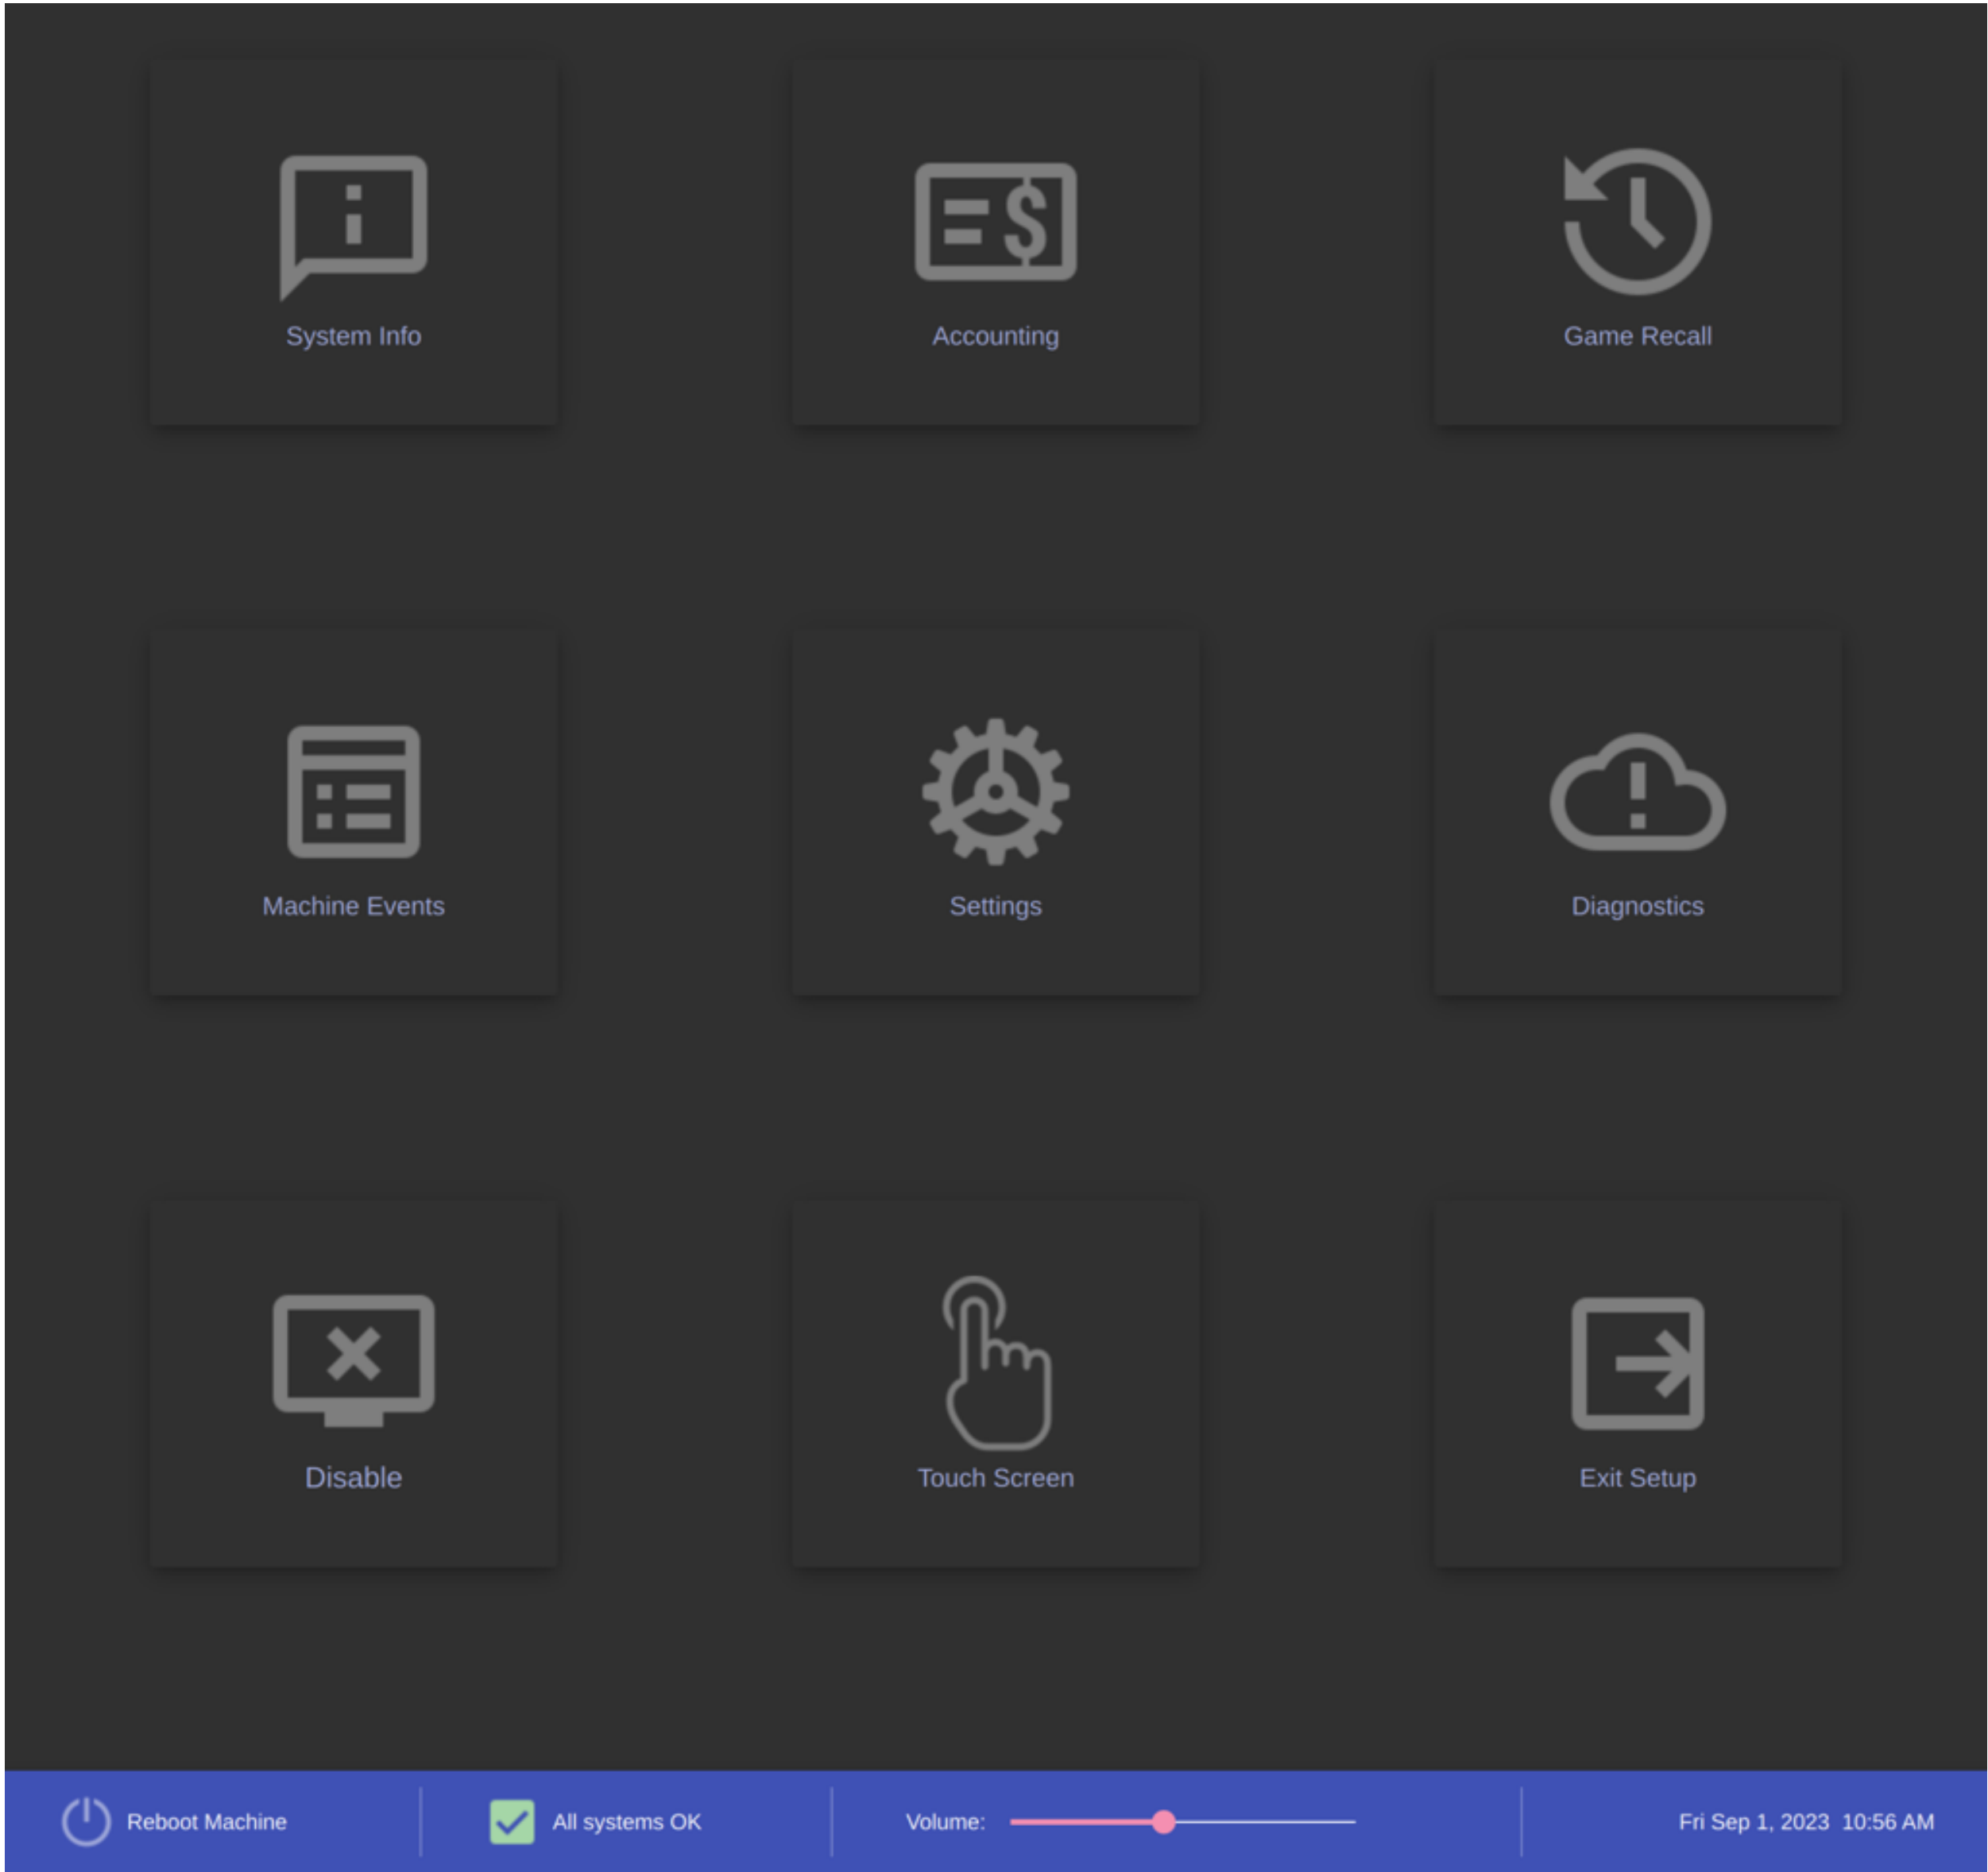 System Info
Accounting
Game Recall
Machine Events
Settings
Diagnostics
Disable
Touch Screen
Exit Setup
Reboot Machine
All systems OK
Volume:
Fri Sep 1, 2023 10:56 AM